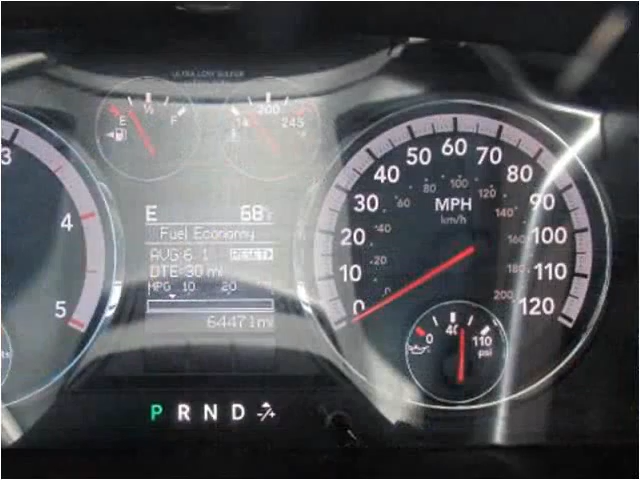 ULTRA LOW SULFUR
E ½ F
14 200 245
3
4
5
E 68°F
Fuel Economy
AVG 6.1 RESET
DTE 30 mi
MPG 10 20
64471mi
P R N D -/+
0 10 20 30 40 50 60 70 80 90 100 110 120
MPH
km/h
0 20 40 60 80 100 120 140 160 180 200
0 40 110
psi